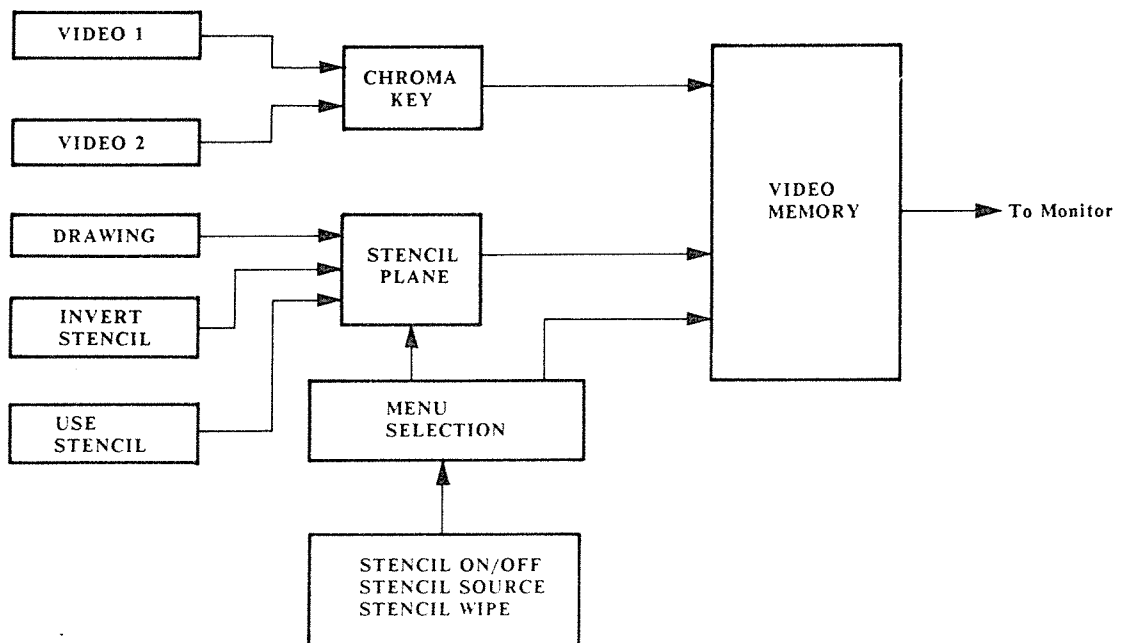 VIDEO 1
VIDEO 2
CHROMA
KEY
DRAWING
INVERT
STENCIL
USE
STENCIL
STENCIL
PLANE
MENU
SELECTION
STENCIL ON/OFF
STENCIL SOURCE
STENCIL WIPE
VIDEO
MEMORY
To Monitor